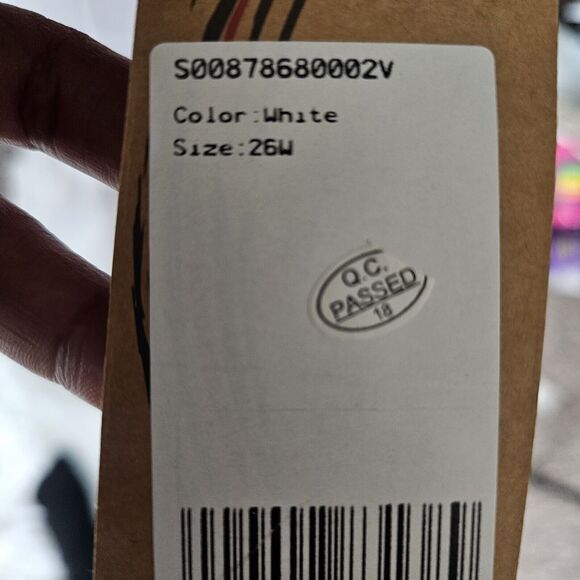 S00878680002V
Color:White
Size:26W
Q.C.
PASSED
18